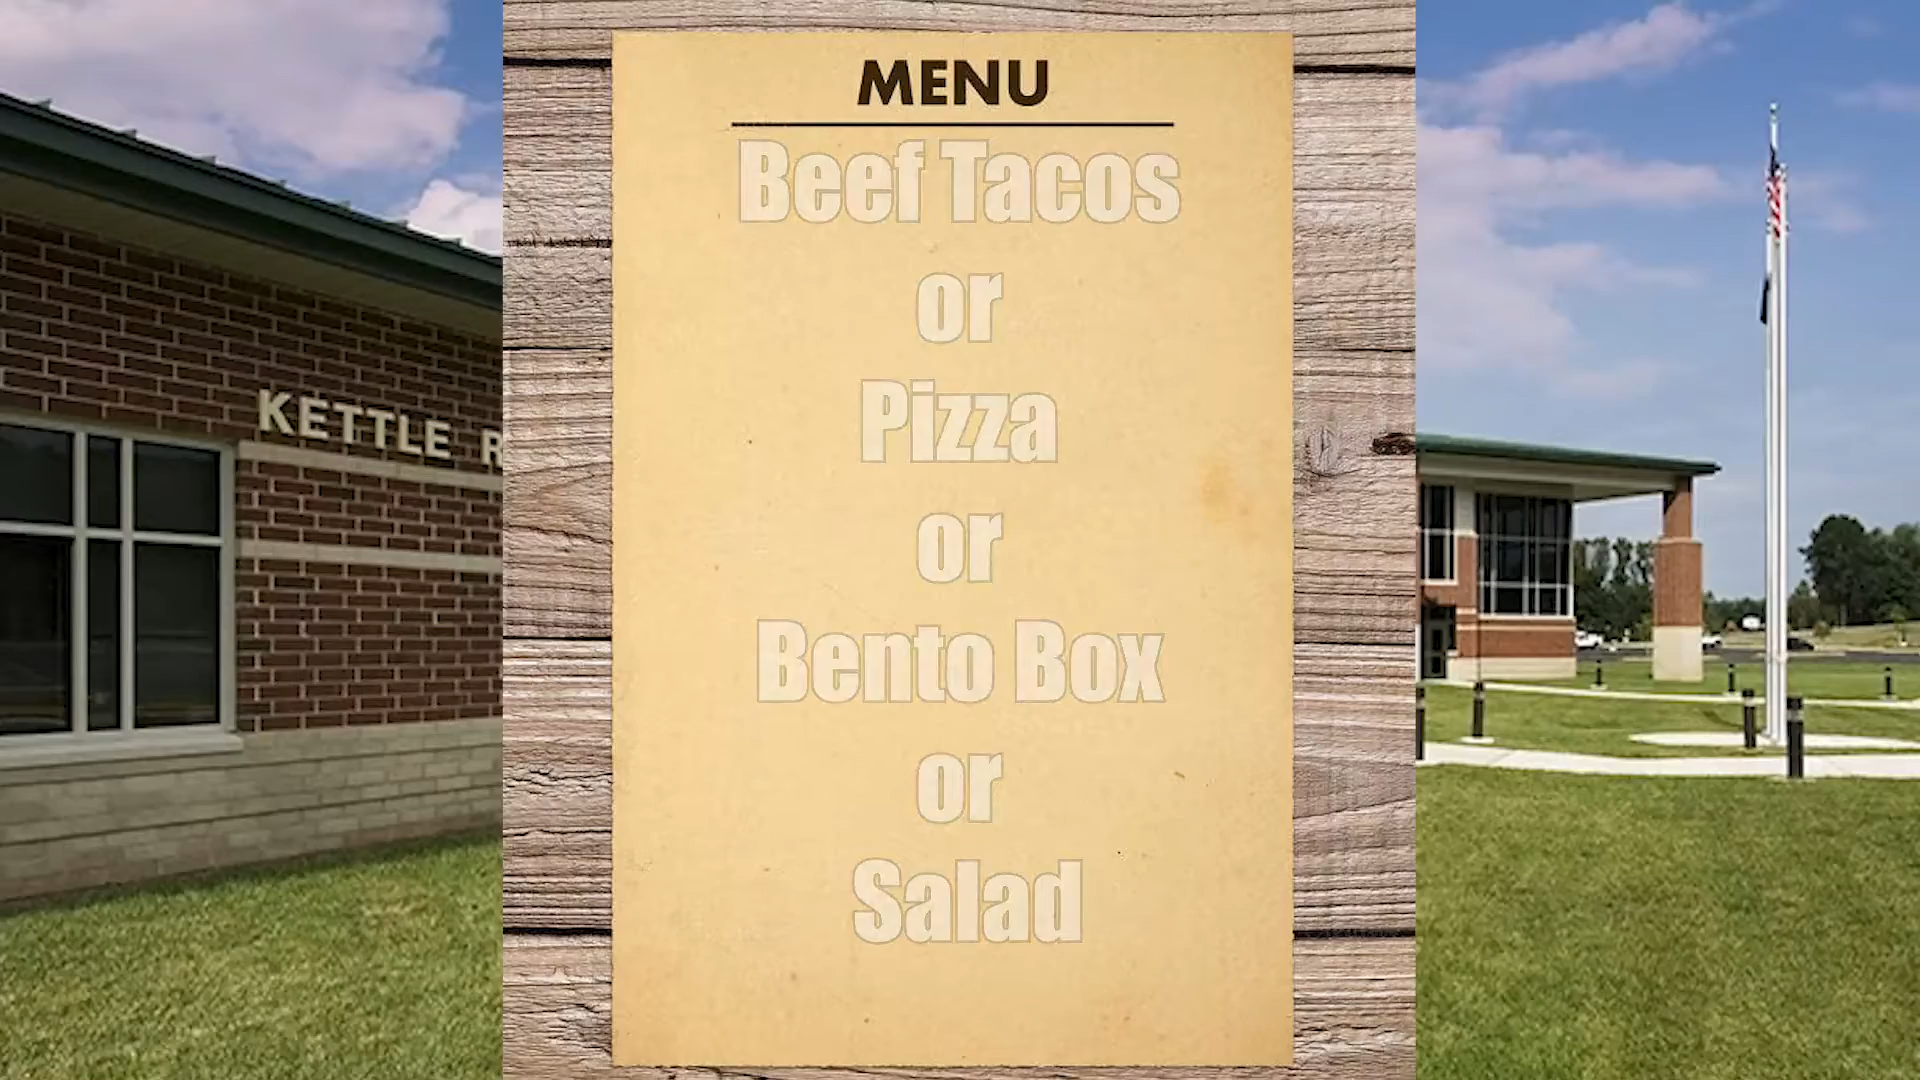 MENU
Beef Tacos
or
Pizza
or
Bento Box
or
Salad
KETTLE R